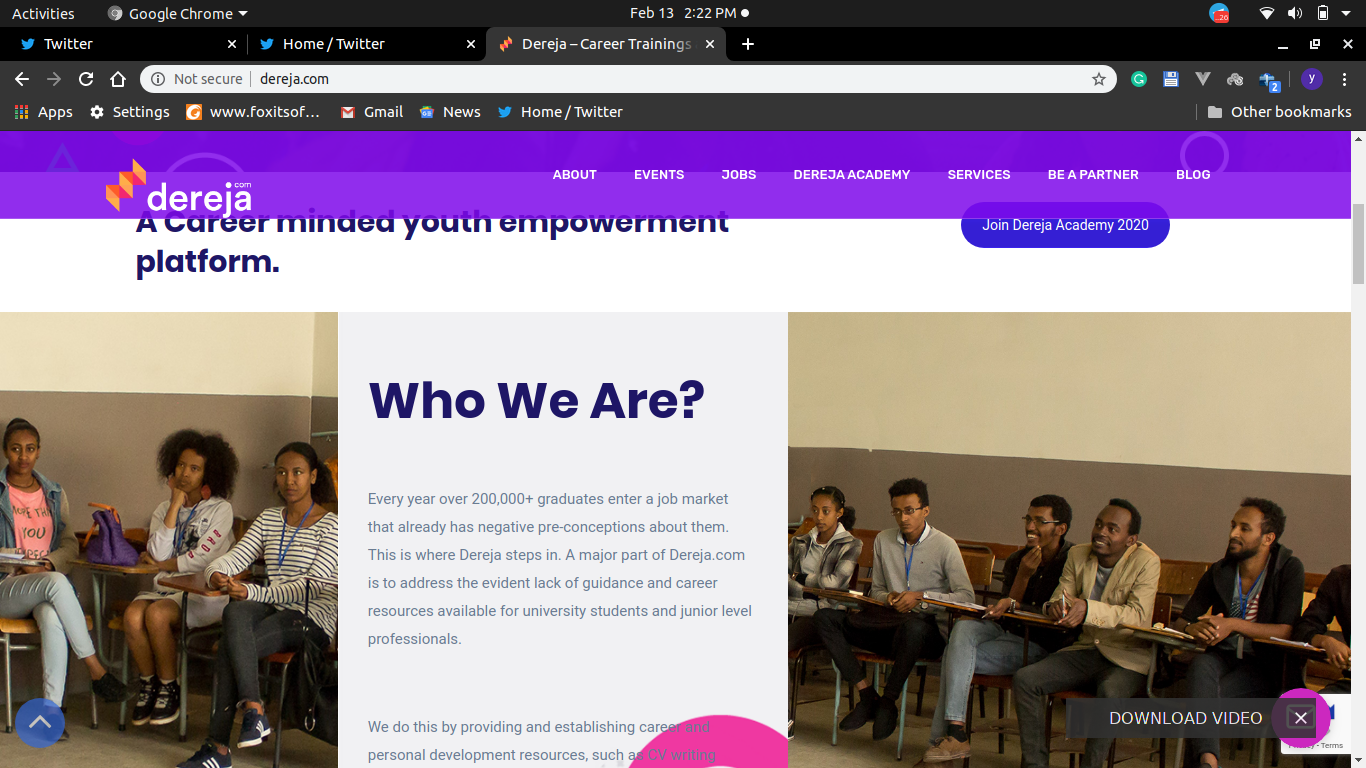 Activities
Google Chrome
Feb 13 2:22 PM
26
Twitter
Home / Twitter
Dereja – Career Trainings
Not secure
dereja.com
y
2
Apps
Settings
www.foxitsof...
Gmail
News
Home / Twitter
Other bookmarks
dereja
.com
ABOUT
EVENTS
JOBS
DEREJA ACADEMY
SERVICES
BE A PARTNER
BLOG
A Career minded youth empowerment
platform.
Join Dereja Academy 2020
Who We Are?
Every year over 200,000+ graduates enter a job market
that already has negative pre-conceptions about them.
This is where Dereja steps in. A major part of Dereja.com
is to address the evident lack of guidance and career
resources available for university students and junior level
professionals.
We do this by providing and establishing career and
personal development resources, such as CV writing
YOU
DOWNLOAD VIDEO
Privacy - Terms